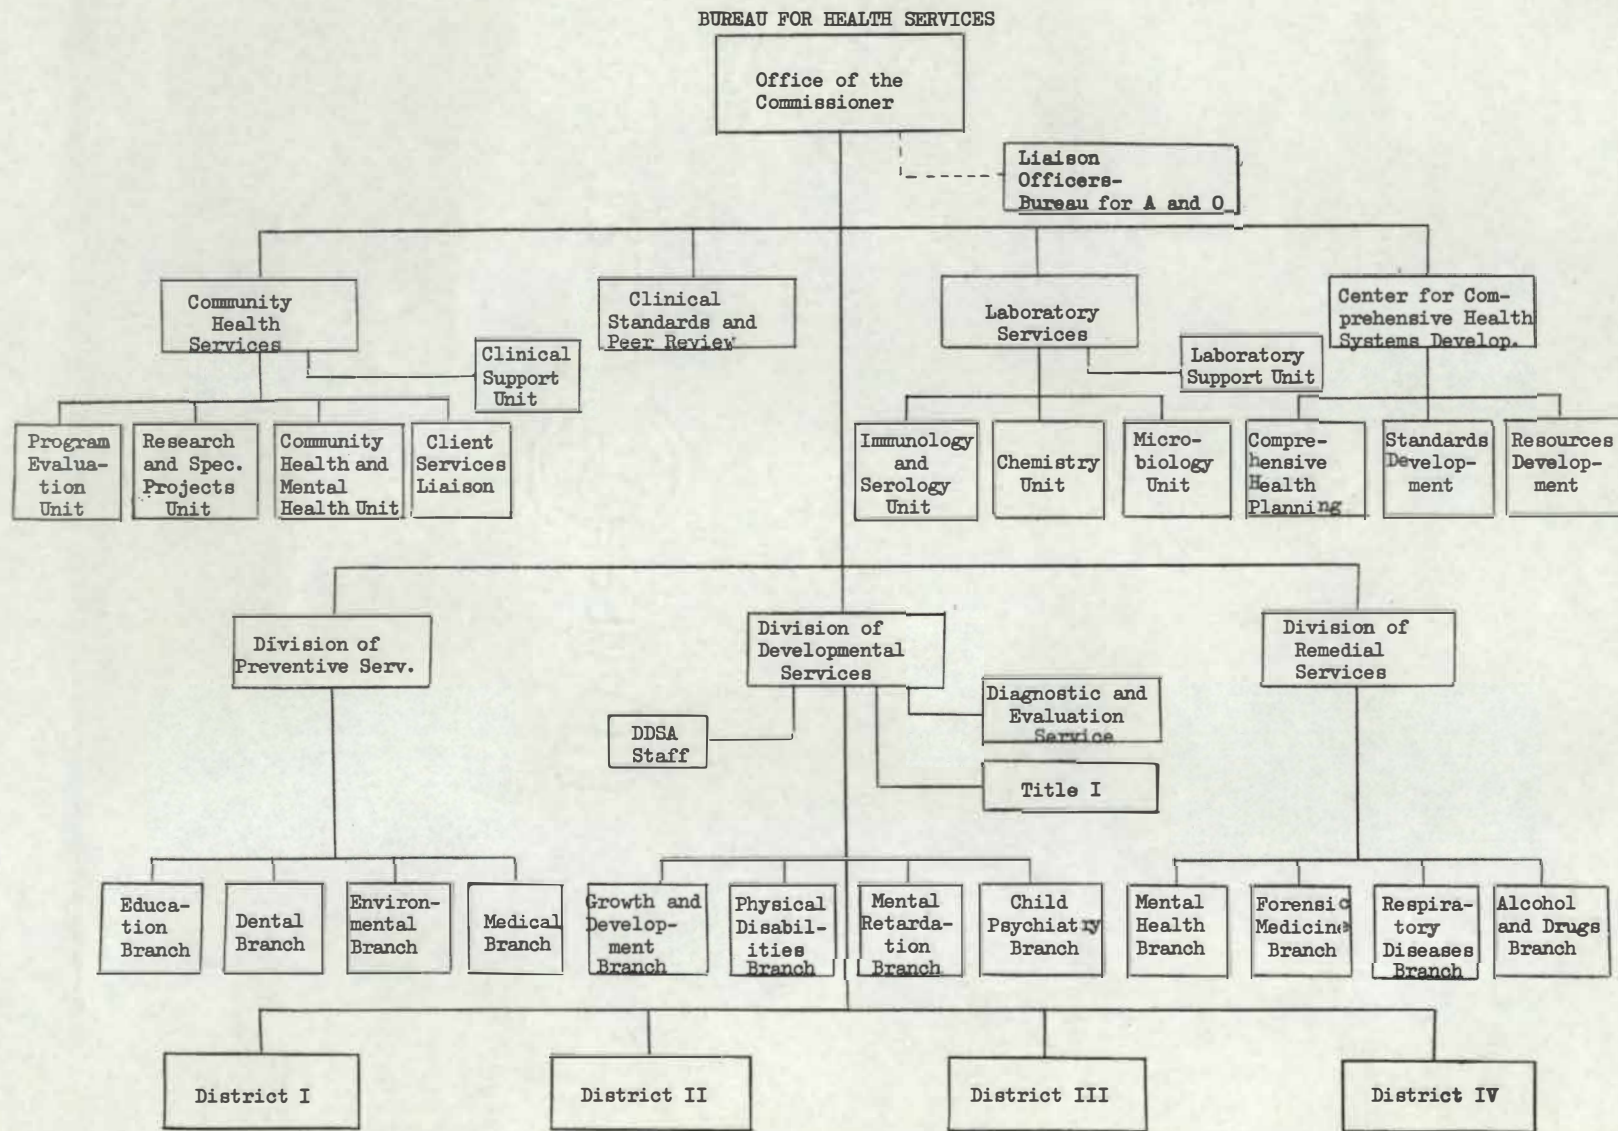 BUREAU FOR HEALTH SERVICES
Office of the
Commissioner
Liaison
Officers-
Bureau for A and O
Community
Health
Services
Clinical
Standards and
Peer Review
Laboratory
Services
Center for Com-
prehensive Health
Systems Develop.
Clinical
Support
Unit
Laboratory
Support Unit
Program
Evalua-
tion
Unit
Research
and Spec.
Projects
Unit
Community
Health and
Mental
Health Unit
Client
Services
Liaison
Immunology
and
Serology
Unit
Chemistry
Unit
Micro-
biology
Unit
Compre-
hensive
Health
Planning
Standards
Develop-
ment
Resources
Develop-
ment
Division of
Preventive Serv.
Division of
Developmental
Services
Division of
Remedial
Services
DDSA
Staff
Diagnostic and
Evaluation
Service
Title I
Educa-
tion
Branch
Dental
Branch
Environ-
mental
Branch
Medical
Branch
Growth and
Develop-
ment
Branch
Physical
Disabil-
ities
Branch
Mental
Retarda-
tion
Branch
Child
Psychiatry
Branch
Mental
Health
Branch
Forensic
Medicine
Branch
Respira-
tory
Diseases
Branch
Alcohol
and Drugs
Branch
District I
District II
District III
District IV